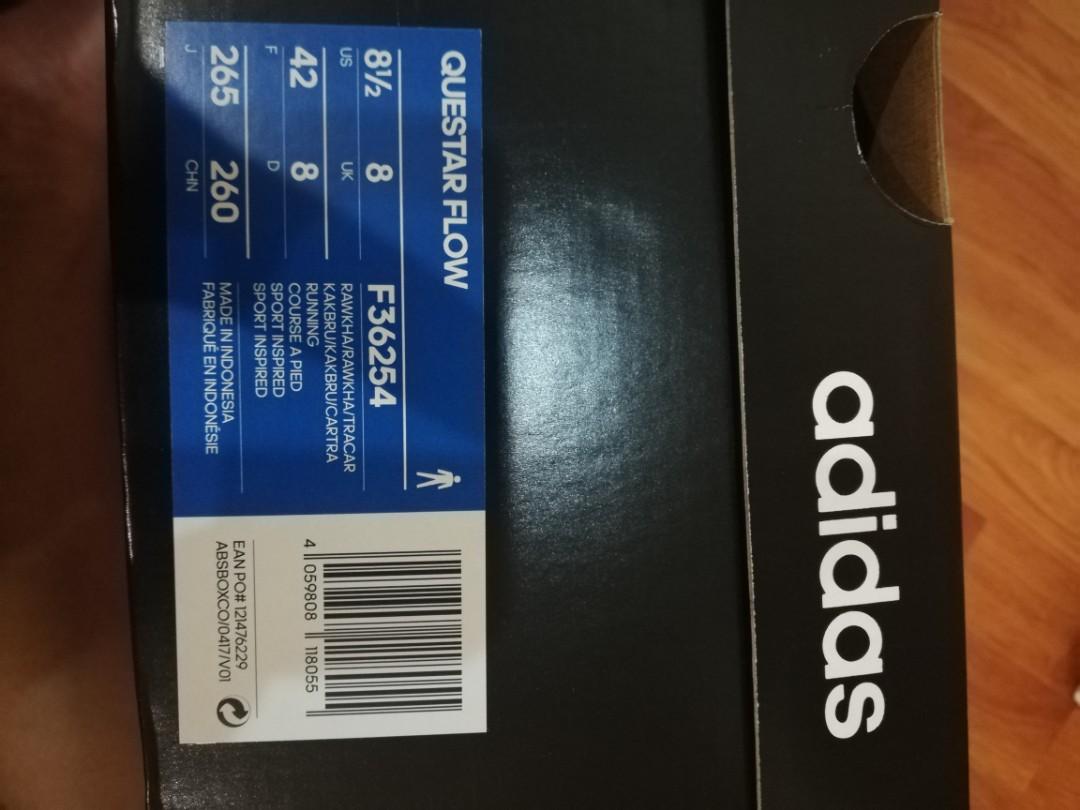 adidas
QUESTAR FLOW
8½ 8
US UK
42 8
F D
265 260
J CHN
F36254
RAWKHA/RAWKHA/TRACAR
KAKBRU/KAKBRU/CARTRA
RUNNING
COURSE A PIED
SPORT INSPIRED
SPORT INSPIRED
MADE IN INDONESIA
FABRIQUÉ EN INDONÉSIE
4 059808 118055
EAN PO# 121476229
ABSBOXCO/0417/V01